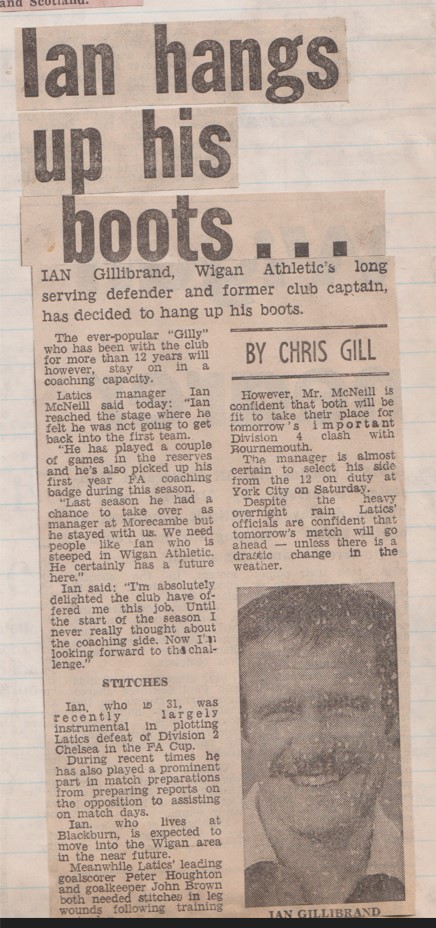 and Scotland.
Ian hangs
up his
boots...
IAN Gillibrand, Wigan Athletic's long
serving defender and former club captain,
has decided to hang up his boots.
The ever-popular "Gilly"
who has been with the club
for more than 12 years will
however, stay on in a
coaching capacity.
Latics manager Ian
McNeill said today: "Ian
reached the stage where he
felt he was not going to get
back into the first team.
"He has played a couple
of games in the reserves
and he's also picked up his
first year FA coaching
badge during this season.
"Last season he had a
chance to take over as
manager at Morecambe but
he stayed with us. We need
people like Ian who is
steeped in Wigan Athletic.
He certainly has a future
here."
Ian said: "I'm absolutely
delighted the club have of-
fered me this job. Until
the start of the season I
never really thought about
the coaching side. Now I'm
looking forward to the chal-
lenge."
STITCHES
Ian, who is 31, was
recently largely
instrumental in plotting
Latics defeat of Division 2
Chelsea in the FA Cup.
During recent times he
has also played a prominent
part in match preparations
from preparing reports on
the opposition to assisting
on match days.
Ian, who lives at
Blackburn, is expected to
move into the Wigan area
in the near future.
Meanwhile Latics' leading
goalscorer Peter Houghton
and goalkeeper John Brown
both needed stitches in leg
wounds following training
BY CHRIS GILL
However, Mr. McNeill is
confident that both will be
fit to take their place for
tomorrow's important
Division 4 clash with
Bournemouth.
The manager is almost
certain to select his side
from the 12 on duty at
York City on Saturday.
Despite the heavy
overnight rain Latics'
officials are confident that
tomorrow's match will go
ahead — unless there is a
drastic change in the
weather.
IAN GILLIBRAND